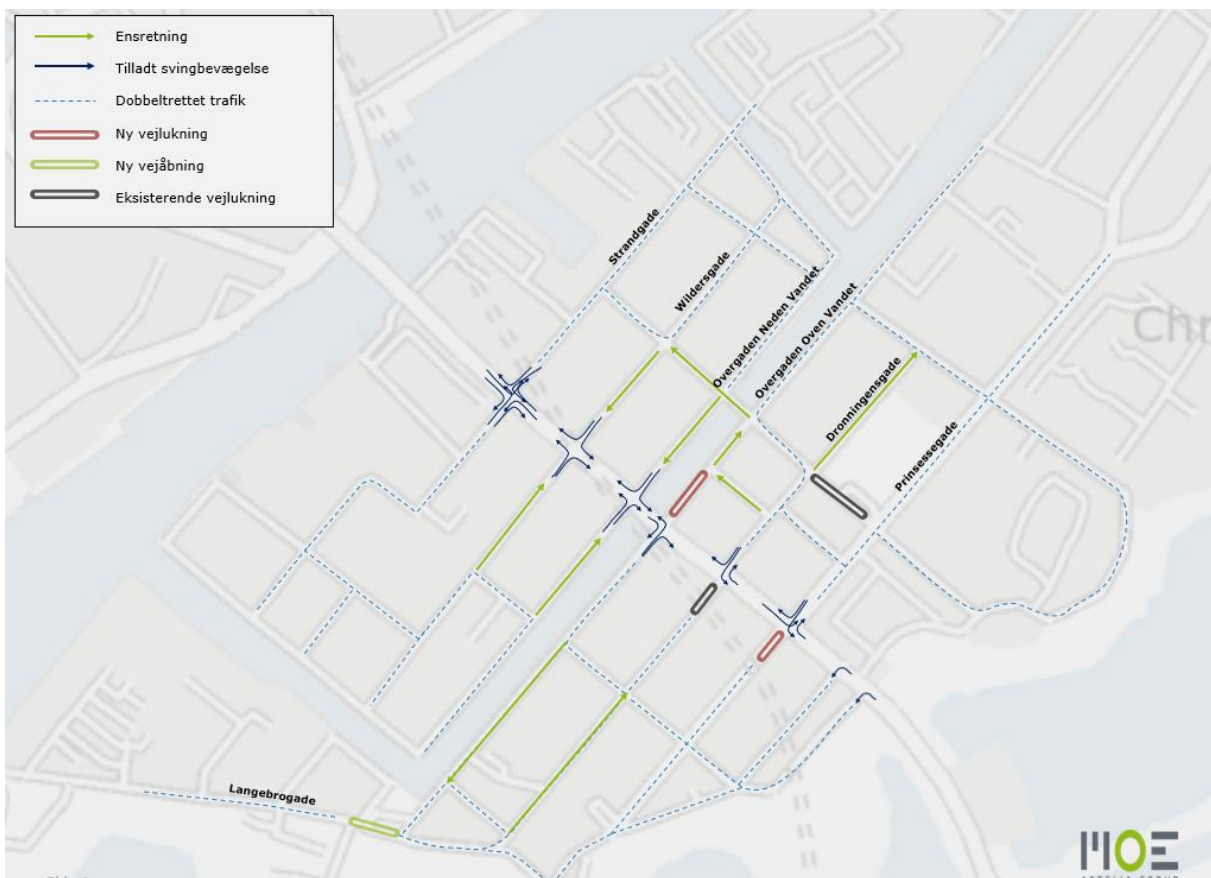 Ensretning
Tilladt svingbevægelse
Dobbeltrettet trafik
Ny vejlukning
Ny vejåbning
Eksisterende vejlukning
Strandgade
Wildersgade
Overgaden Neden Vandet
Overgaden Oven Vandet
Chr
Dronningensgade
Prinsessegade
Langebrogade
MOE